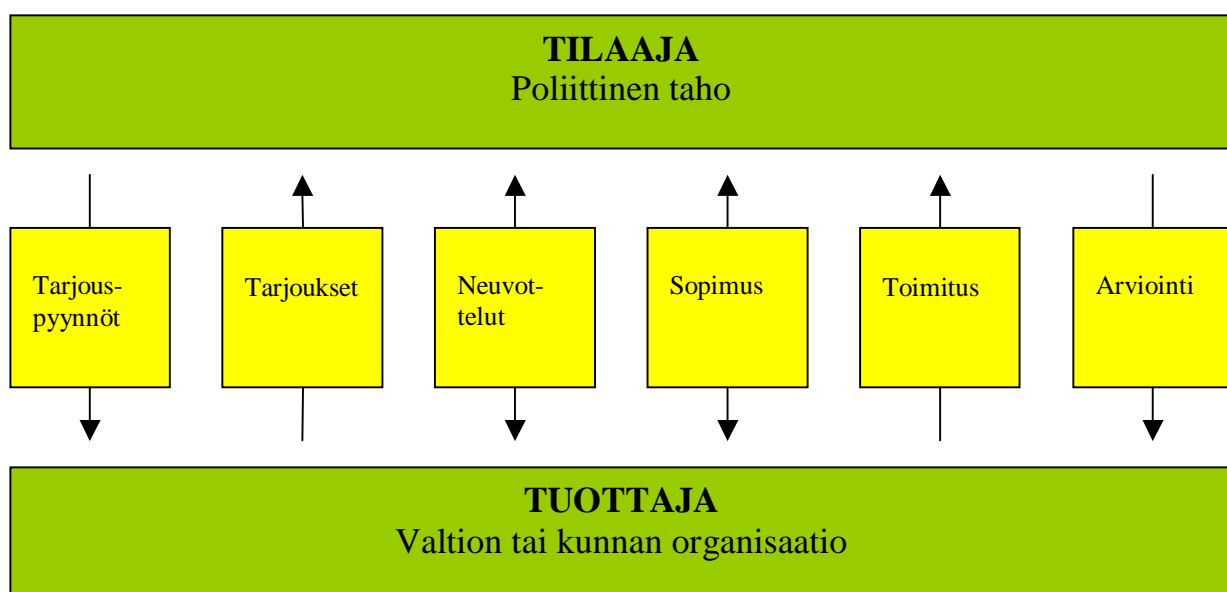 TILAAJA
Poliittinen taho
Tarjous-
pyynnöt
Tarjoukset
Neuvot-
telut
Sopimus
Toimitus
Arviointi
TUOTTAJA
Valtion tai kunnan organisaatio